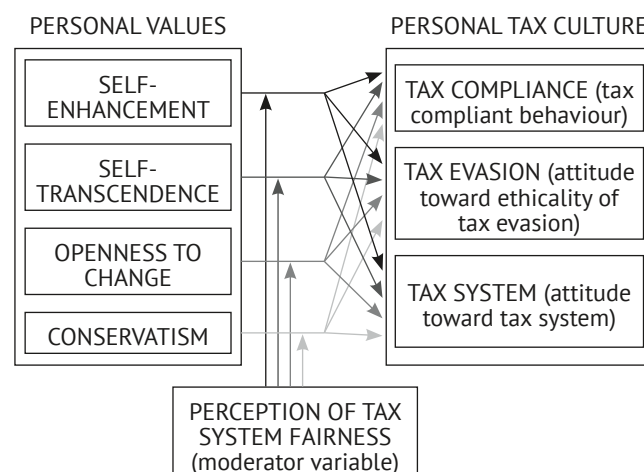 PERSONAL VALUES
SELF-
ENHANCEMENT
SELF-
TRANSCENDENCE
OPENNESS TO
CHANGE
CONSERVATISM
PERSONAL TAX CULTURE
TAX COMPLIANCE (tax
compliant behaviour)
TAX EVASION (attitude
toward ethicality of
tax evasion)
TAX SYSTEM (attitude
toward tax system)
PERCEPTION OF TAX
SYSTEM FAIRNESS
(moderator variable)